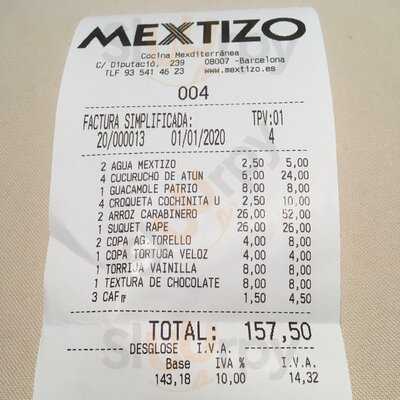 MEXTIZO
Cocina Mexditerránea
C/ Diputació, 239 08007 -Barcelona
TLF 93 541 46 23 www.mextizo.es
004
FACTURA SIMPLIFICADA: TPV:01
20/000013 01/01/2020 4
2 AGUA MEXTIZO 2,50 5,00
4 CUCURUCHO DE ATUN 6,00 24,00
1 GUACAMOLE PATRIO 8,00 8,00
4 CROQUETA COCHINITA U 2,50 10,00
2 ARROZ CARABINERO 26,00 52,00
1 SUQUET RAPE 26,00 26,00
2 COPA AG.TORELLO 4,00 8,00
1 COPA TORTUGA VELOZ 4,00 4,00
1 TORRIJA VAINILLA 8,00 8,00
1 TEXTURA DE CHOCOLATE 8,00 8,00
3 CAF 1,50 4,50
TOTAL: 157,50
DESGLOSE I.V.A.
Base IVA % I.V.A.
143,18 10,00 14,32